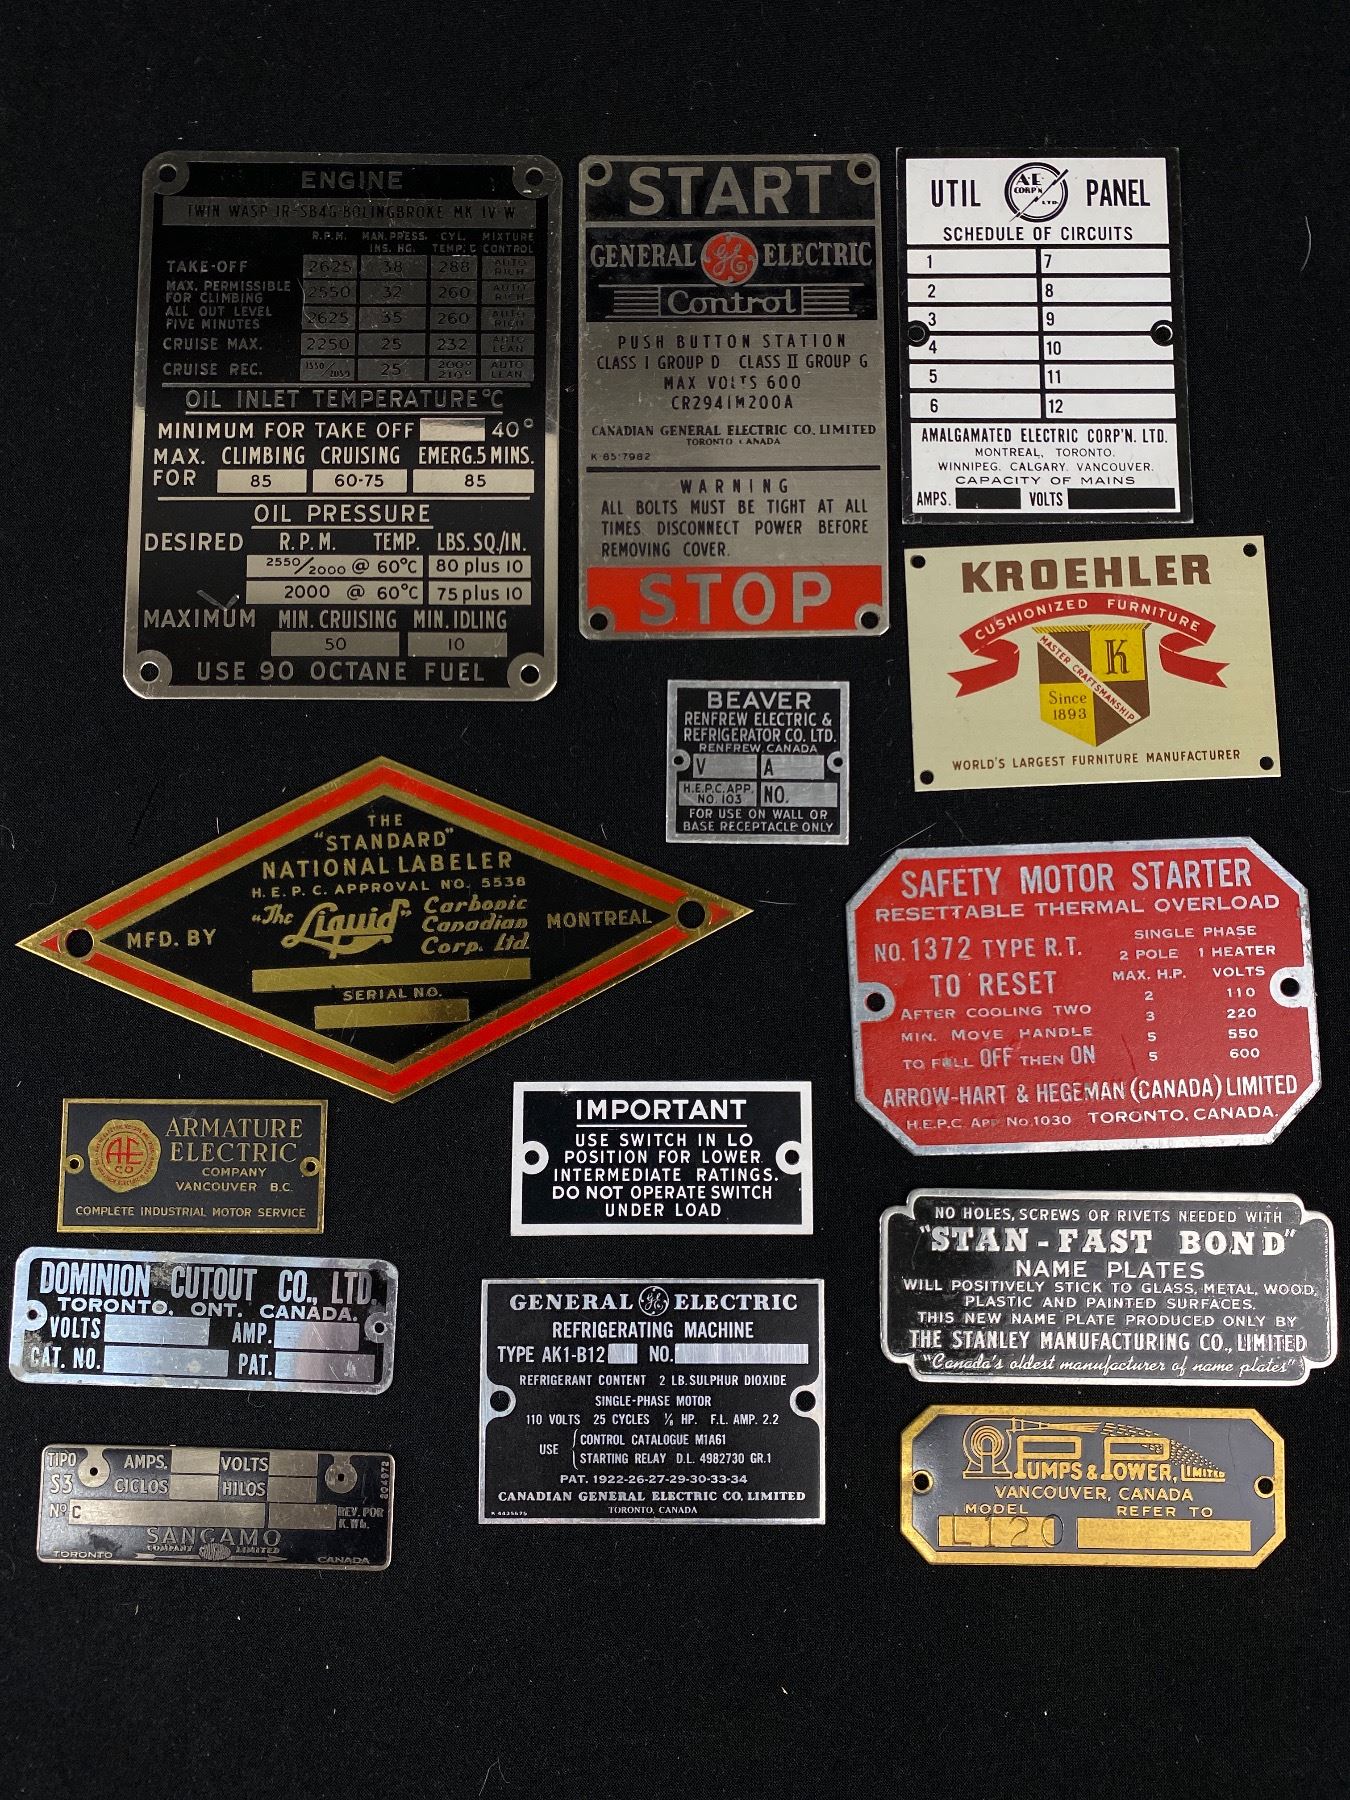 ENGINE
TWIN WASP 1R-SB4G-BOLINGBROKE MK IV W
R.P.M. MAN. PRESS. INS. HG. CYL. TEMP. C MIXTURE CONTROL
TAKE-OFF 2625 38 288 AUTO RICH
MAX. PERMISSIBLE FOR CLIMBING 2550 32 260 AUTO RICH
ALL OUT LEVEL FIVE MINUTES 2625 35 260 AUTO RICH
CRUISE MAX. 2250 25 232 AUTO LEAN
CRUISE REC. 25 AUTO LEAN
OIL INLET TEMPERATURE °C
MINIMUM FOR TAKE OFF 40°
MAX. CLIMBING CRUISING EMERG. 5 MINS.
FOR 85 60-75 85
OIL PRESSURE
DESIRED R.P.M. TEMP. LBS. SQ./IN.
2550/2000 @ 60°C 80 plus 10
2000 @ 60°C 75 plus 10
MAXIMUM MIN. CRUISING MIN. IDLING
50 10
USE 90 OCTANE FUEL
START
GENERAL GE ELECTRIC
Control
PUSH BUTTON STATION
CLASS I GROUP D CLASS II GROUP G
MAX VOLTS 600
CR2941M200A
CANADIAN GENERAL ELECTRIC CO. LIMITED
TORONTO CANADA
K-8517982
WARNING
ALL BOLTS MUST BE TIGHT AT ALL
TIMES DISCONNECT POWER BEFORE
REMOVING COVER.
STOP
UTIL A.E. CORP'N LTD. PANEL
SCHEDULE OF CIRCUITS
1 7
2 8
3 9
4 10
5 11
6 12
AMALGAMATED ELECTRIC CORP'N. LTD.
MONTREAL, TORONTO.
WINNIPEG. CALGARY. VANCOUVER.
CAPACITY OF MAINS
AMPS. VOLTS
KROEHLER
CUSHIONIZED FURNITURE
K
MASTER CRAFTSMANSHIP
Since
1893
WORLD'S LARGEST FURNITURE MANUFACTURER
BEAVER
RENFREW ELECTRIC &
REFRIGERATOR CO. LTD.
RENFREW, CANADA
V A
H.E.P.C. APP. NO. 103 NO.
FOR USE ON WALL OR
BASE RECEPTACLE ONLY
THE
"STANDARD"
NATIONAL LABELER
H.E.P.C. APPROVAL NO. 5538
MFD. BY "The Liquid" Carbonic Canadian Corp. Ltd. MONTREAL
SERIAL NO.
SAFETY MOTOR STARTER
RESETTABLE THERMAL OVERLOAD
NO. 1372 TYPE R.T.
TO RESET
AFTER COOLING TWO
MIN. MOVE HANDLE
TO FULL OFF THEN ON
SINGLE PHASE
2 POLE 1 HEATER
MAX. H.P. VOLTS
2 110
3 220
5 550
5 600
ARROW-HART & HEGEMAN (CANADA) LIMITED
H.E.P.C. App No. 1030 TORONTO, CANADA.
AE CO
ARMATURE
ELECTRIC
COMPANY
VANCOUVER B.C.
COMPLETE INDUSTRIAL MOTOR SERVICE
IMPORTANT
USE SWITCH IN LO
POSITION FOR LOWER
INTERMEDIATE RATINGS.
DO NOT OPERATE SWITCH
UNDER LOAD
NO HOLES, SCREWS OR RIVETS NEEDED WITH
"STAN-FAST BOND"
NAME PLATES
WILL POSITIVELY STICK TO GLASS, METAL, WOOD,
PLASTIC AND PAINTED SURFACES.
THIS NEW NAME PLATE PRODUCED ONLY BY
THE STANLEY MANUFACTURING CO., LIMITED
"Canada's oldest manufacturer of name plates"
DOMINION CUTOUT CO., LTD.
TORONTO, ONT. CANADA.
VOLTS AMP.
CAT. NO. PAT.
GENERAL GE ELECTRIC
REFRIGERATING MACHINE
TYPE AK1-B12 NO.
REFRIGERANT CONTENT 2 LB. SULPHUR DIOXIDE
SINGLE-PHASE MOTOR
110 VOLTS 25 CYCLES 1/8 HP. F.L. AMP. 2.2
USE CONTROL CATALOGUE M1A61
STARTING RELAY D.L. 4982730 GR.1
PAT. 1922-26-27-29-30-33-34
CANADIAN GENERAL ELECTRIC CO. LIMITED
TORONTO, CANADA
K 4435675
TIPO AMPS. VOLTS
S3 CICLOS HILOS
Nº C REV. POR K.Wh.
804972
SANGAMO
COMPANY LIMITED
TORONTO CANADA
PUMPS & POWER, LIMITED
VANCOUVER, CANADA
MODEL REFER TO
L120